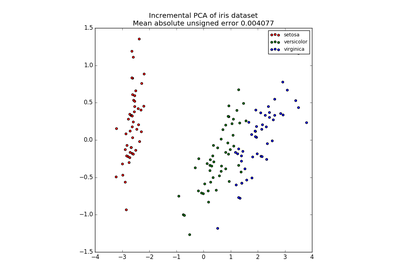 Incremental PCA of iris dataset
Mean absolute unsigned error 0.004077
setosa
versicolor
virginica
1.5
1.0
0.5
0.0
−0.5
−1.0
−1.5
−4 −3 −2 −1 0 1 2 3 4